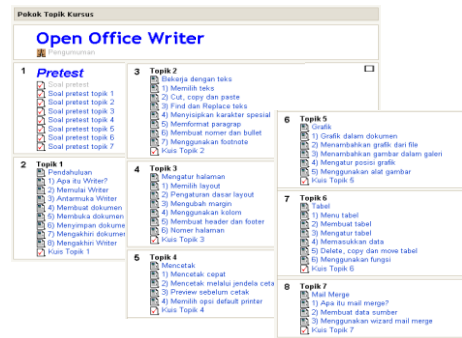 Pokok Topik Kursus
Open Office Writer
Pengumuman
1 Pretest
Soal pretest
Soal pretest topik 1
Soal pretest topik 2
Soal pretest topik 3
Soal pretest topik 4
Soal pretest topik 5
Soal pretest topik 6
Soal pretest topik 7
2 Topik 1
Pendahuluan
1) Apa itu Writer?
2) Memulai Writer
3) Antarmuka Writer
4) Membuat dokumen
5) Membuka dokumen
6) Menyimpan dokume
7) Mengakhiri dokumer
8) Mengakhiri Writer
Kuis Topik 1
3 Topik 2
Bekerja dengan teks
1) Memilih teks
2) Cut, copy dan paste
3) Find dan Replace teks
4) Menyisipkan karakter spesial
5) Memformat paragrap
6) Membuat nomer dan bullet
7) Menggunakan footnote
Kuis Topik 2
4 Topik 3
Mengatur halaman
1) Memilih layout
2) Pengaturan dasar layout
3) Mengubah margin
4) Menggunakan kolom
5) Membuat header dan footer
6) Nomer halaman
Kuis Topik 3
5 Topik 4
Mencetak
1) Mencetak cepat
2) Mencetak melalui jendela ceta
3) Preview sebelum cetak
4) Memilih opsi default printer
Kuis Topik 4
6 Topik 5
Grafik
1) Grafik dalam dokumen
2) Menambahkan grafik dari file
3) Menambahkan gambar dalam galeri
4) Mengatur posisi grafik
5) Menggunakan alat gambar
Kuis Topik 5
7 Topik 6
Tabel
1) Menu tabel
2) Membuat tabel
3) Mengatur tabel
4) Memasukkan data
5) Delete, copy dan move tabel
6) Menggunakan fungsi
Kuis Topik 6
8 Topik 7
Mail Merge
1) Apa itu mail merge?
2) Membuat data sumber
3) Menggunakan wizard mail merge
Kuis Topik 7